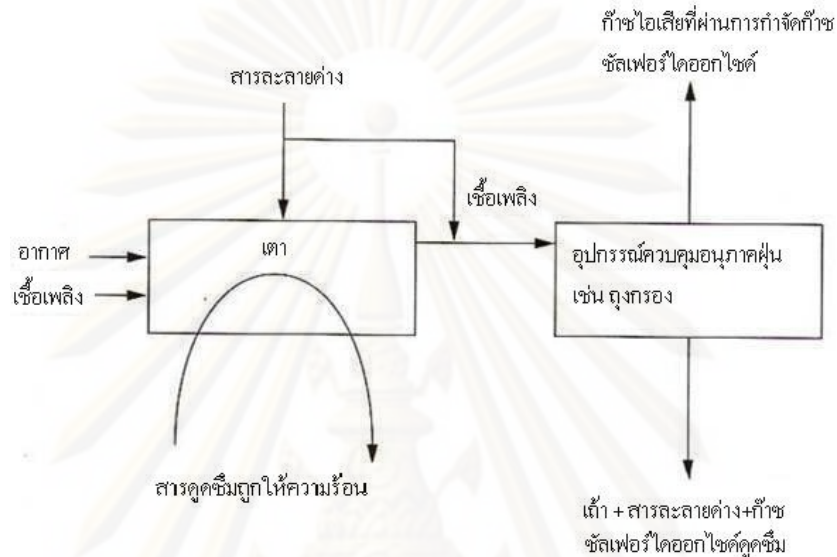 ก๊าซไอเสียที่ผ่านการกำจัดก๊าซ
ซัลเฟอร์ไดออกไซด์
สารละลายด่าง
เชื้อเพลิง
อากาศ
เตา
เชื้อเพลิง
อุปกรรณ์ควบคุมอนุภาคฝุ่น
เช่น ถุงกรอง
สารดูดซึมถูกให้ความร้อน
เถ้า + สารละลายด่าง+ก๊าซ
ซัลเฟอร์ไดออกไซด์ดูดซึม